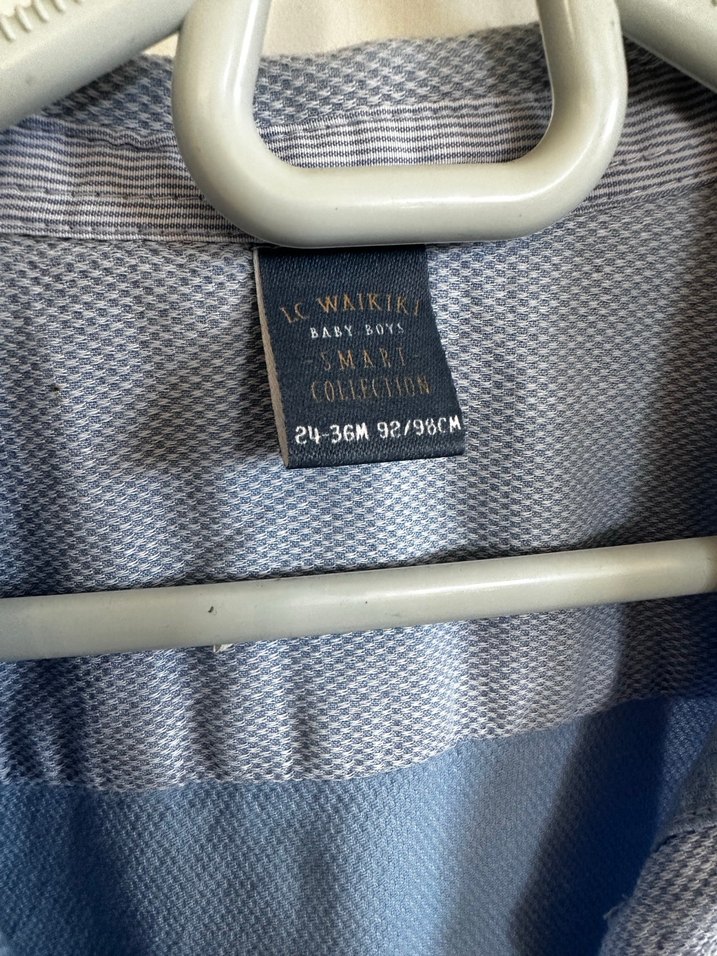 LC WAIKIKI
BABY BOYS
-SMART-
COLLECTION
24-36M 92/98CM